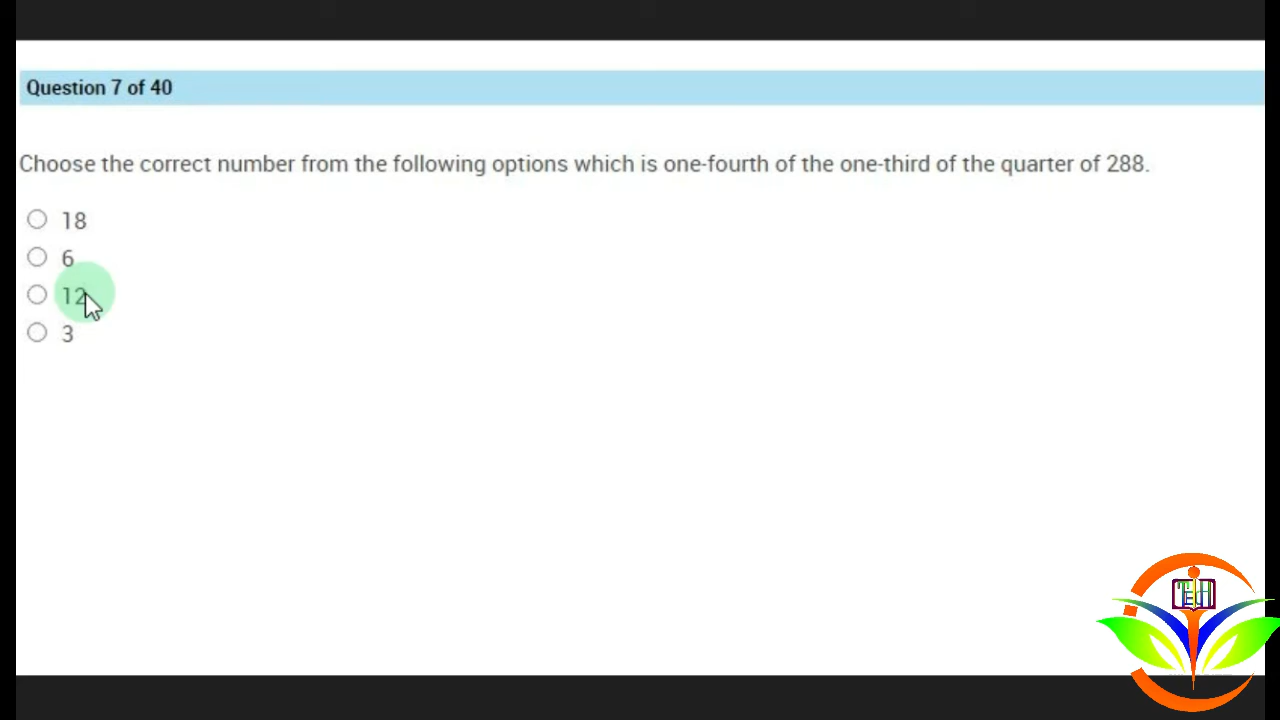 Question 7 of 40
Choose the correct number from the following options which is one-fourth of the one-third of the quarter of 288.
18
6
12
3